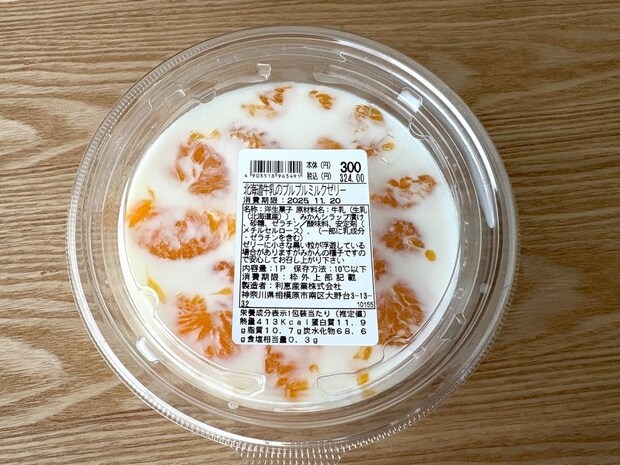 本体(円) 300
税込(円) 324.00
4903318963491
北海道牛乳のプルプルミルクゼリー
消費期限:2025.11.20
名称:洋生菓子 原材料名:牛乳(生乳
(北海道産))、みかんシラップ漬け
、砂糖、ゼラチン/酸味料、安定剤(
メチルセルロース)、(一部に乳成分
・ゼラチンを含む)
ゼリーに小さな黒い粒が浮遊している
場合がありますがみかんの種子ですの
で安心してお召し上がり下さい
内容量:1P 保存方法:10℃以下
消費期限:枠外上部記載
製造者:利恵産業株式会社
神奈川県相模原市南区大野台3-13-
32
10155
栄養成分表示1包装当たり(推定値)
熱量413Kcal蛋白質11.9
g脂質10.7g炭水化物68.6
g食塩相当量0.3g